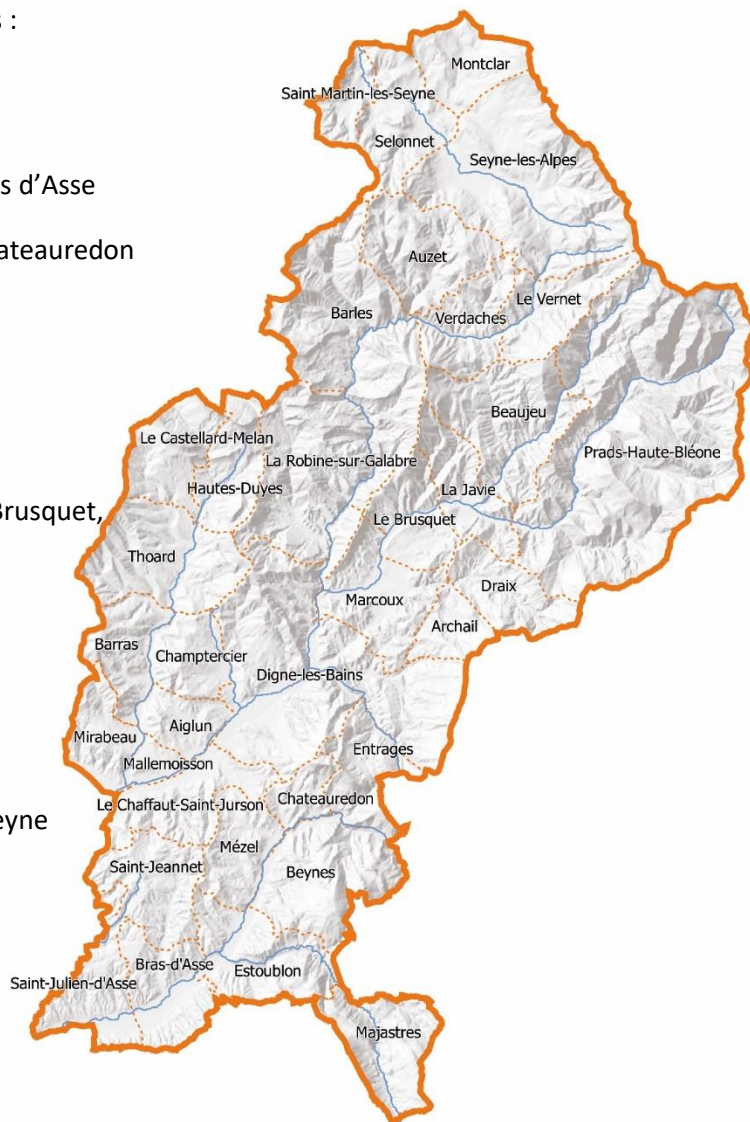 s :
Montclar
Saint Martin-les-Seyne
Selonnet
Seyne-les-Alpes
s d’Asse
ateauredon
Auzet
Le Vernet
Barles
Verdaches
Beaujeu
Le Castellard-Melan
La Robine-sur-Galabre
Prads-Haute-Bléone
Hautes-Duyes
La Javie
Brusquet,
Le Brusquet
Thoard
Draix
Marcoux
Archail
Barras
Champtercier
Digne-les-Bains
Aiglun
Mirabeau
Entrages
Mallemoisson
Le Chaffaut-Saint-Jurson
Chateauredon
eyne
Mézel
Saint-Jeannet
Beynes
Bras-d'Asse
Estoublon
Saint-Julien-d'Asse
Majastres